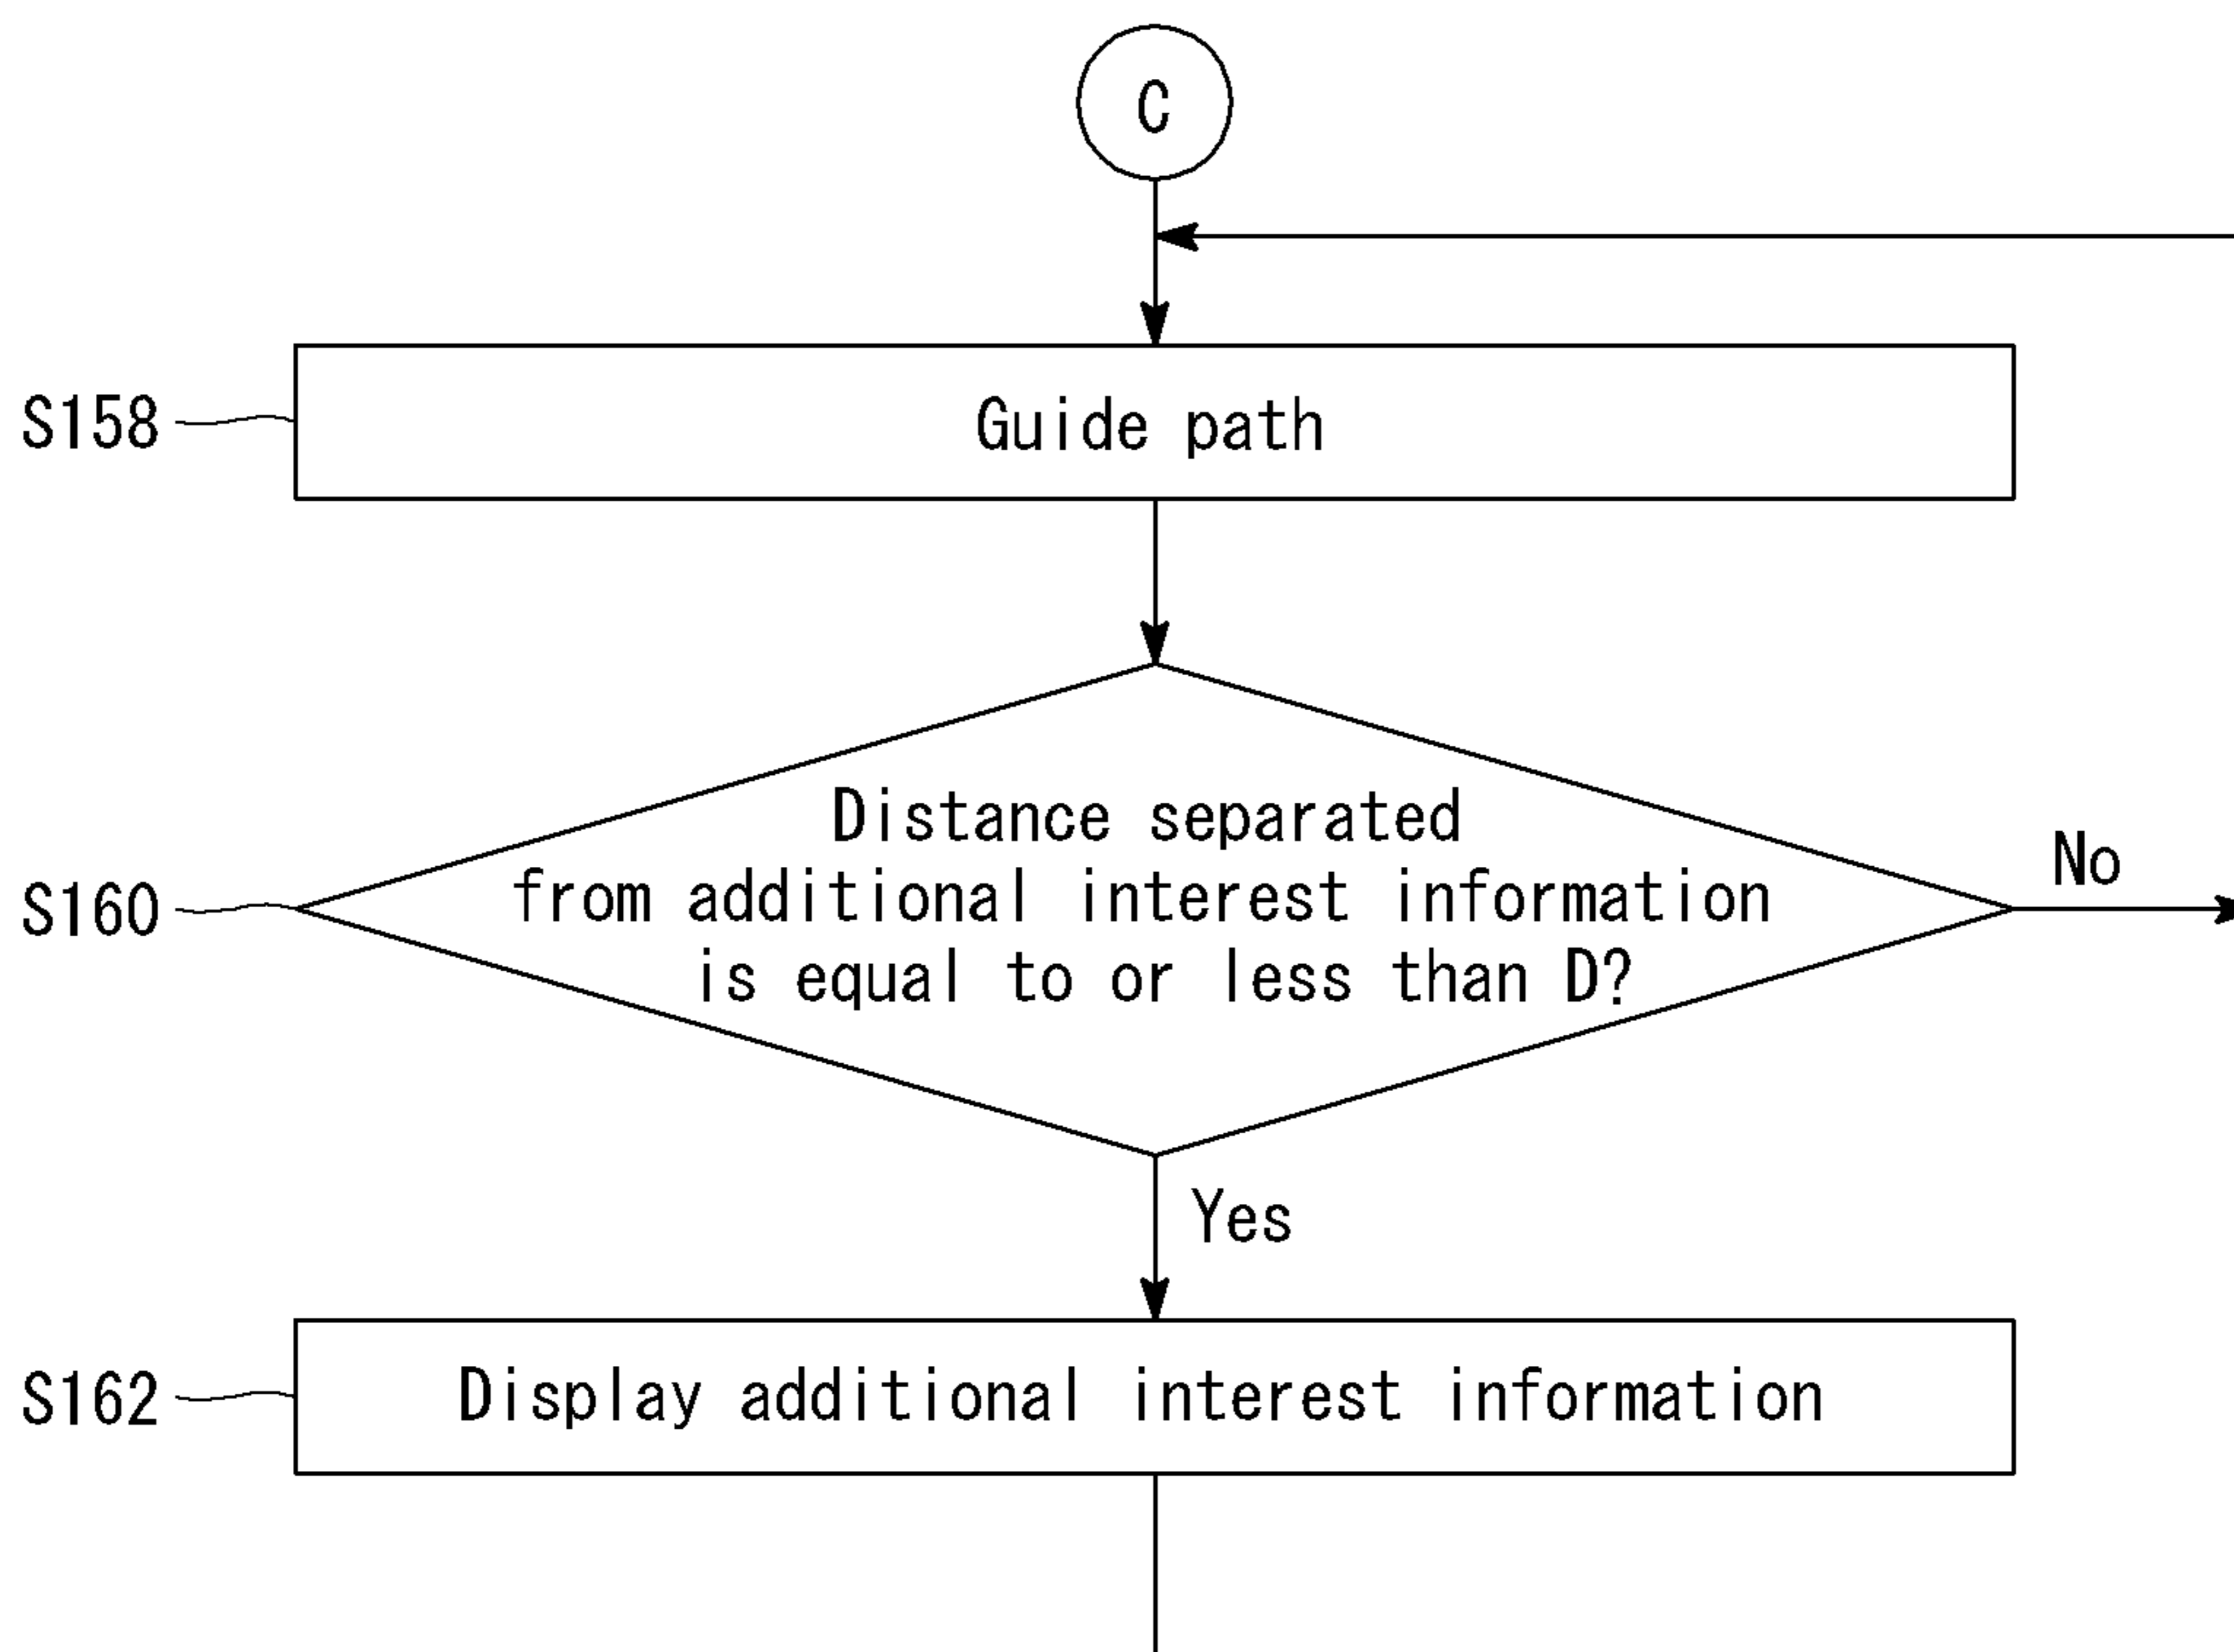 C
S158
Guide path
Distance separated
from additional interest information
is equal to or less than D?
S160
No
Yes
S162
Display additional interest information